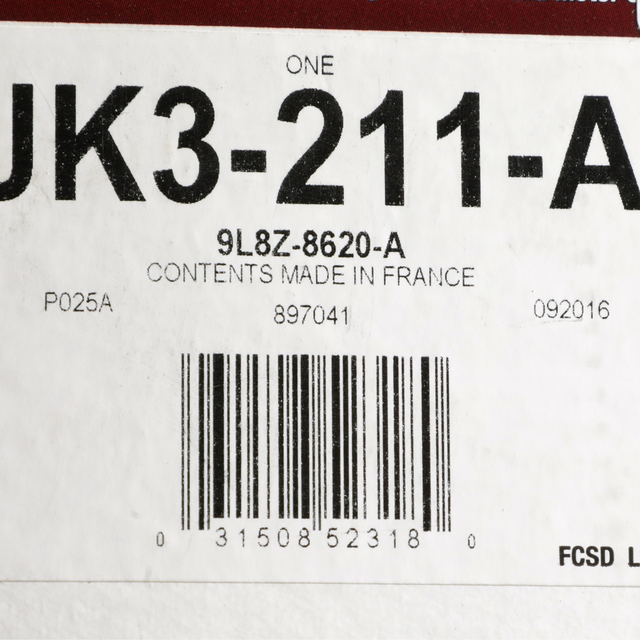 ONE
JK3-211-A
9L8Z-8620-A
CONTENTS MADE IN FRANCE
P025A 897041 092016
0 31508 52318 0
FCSD L